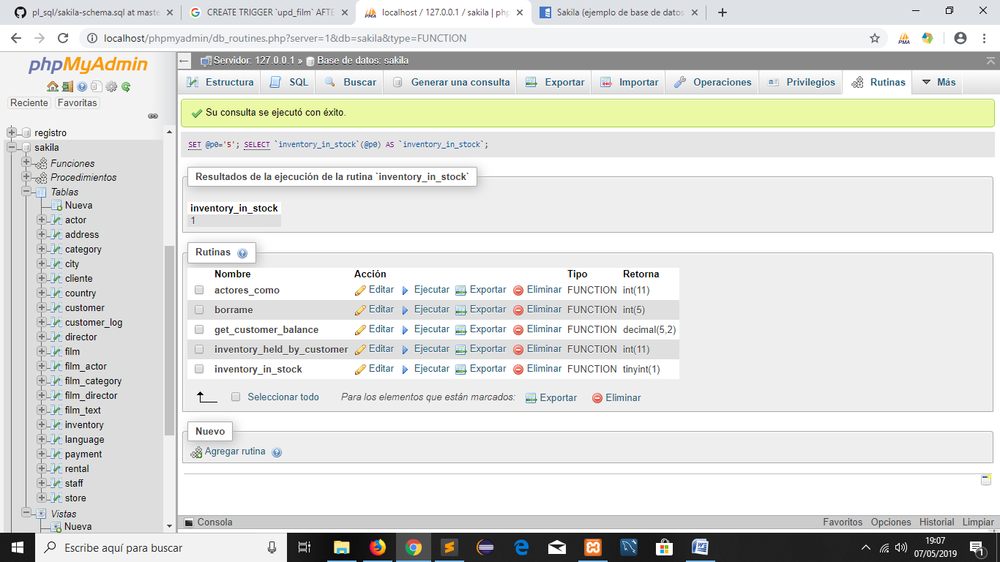 pl_sql/sakila-schema.sql at maste
CREATE TRIGGER `upd_film` AFTE
localhost / 127.0.0.1 / sakila | php
Sakila (ejemplo de base de datos
localhost/phpmyadmin/db_routines.php?server=1&db=sakila&type=FUNCTION
PMA
phpMyAdmin
Reciente Favoritas
registro
sakila
Funciones
Procedimientos
Tablas
Nueva
actor
address
category
city
cliente
country
customer
customer_log
director
film
film_actor
film_category
film_director
film_text
inventory
language
payment
rental
staff
store
Vistas
Nueva
Servidor: 127.0.0.1 » Base de datos: sakila
Estructura SQL Buscar Generar una consulta Exportar Importar Operaciones Privilegios Rutinas Más
Su consulta se ejecutó con éxito.
SET @p0='5'; SELECT `inventory_in_stock`(@p0) AS `inventory_in_stock`;
Resultados de la ejecución de la rutina `inventory_in_stock`
inventory_in_stock
1
Rutinas
Nombre Acción Tipo Retorna
actores_como Editar Ejecutar Exportar Eliminar FUNCTION int(11)
borrame Editar Ejecutar Exportar Eliminar FUNCTION int(5)
get_customer_balance Editar Ejecutar Exportar Eliminar FUNCTION decimal(5,2)
inventory_held_by_customer Editar Ejecutar Exportar Eliminar FUNCTION int(11)
inventory_in_stock Editar Ejecutar Exportar Eliminar FUNCTION tinyint(1)
Seleccionar todo Para los elementos que están marcados: Exportar Eliminar
Nuevo
Agregar rutina
Consola Favoritos Opciones Historial Limpiar
Escribe aquí para buscar
19:07
07/05/2019
1